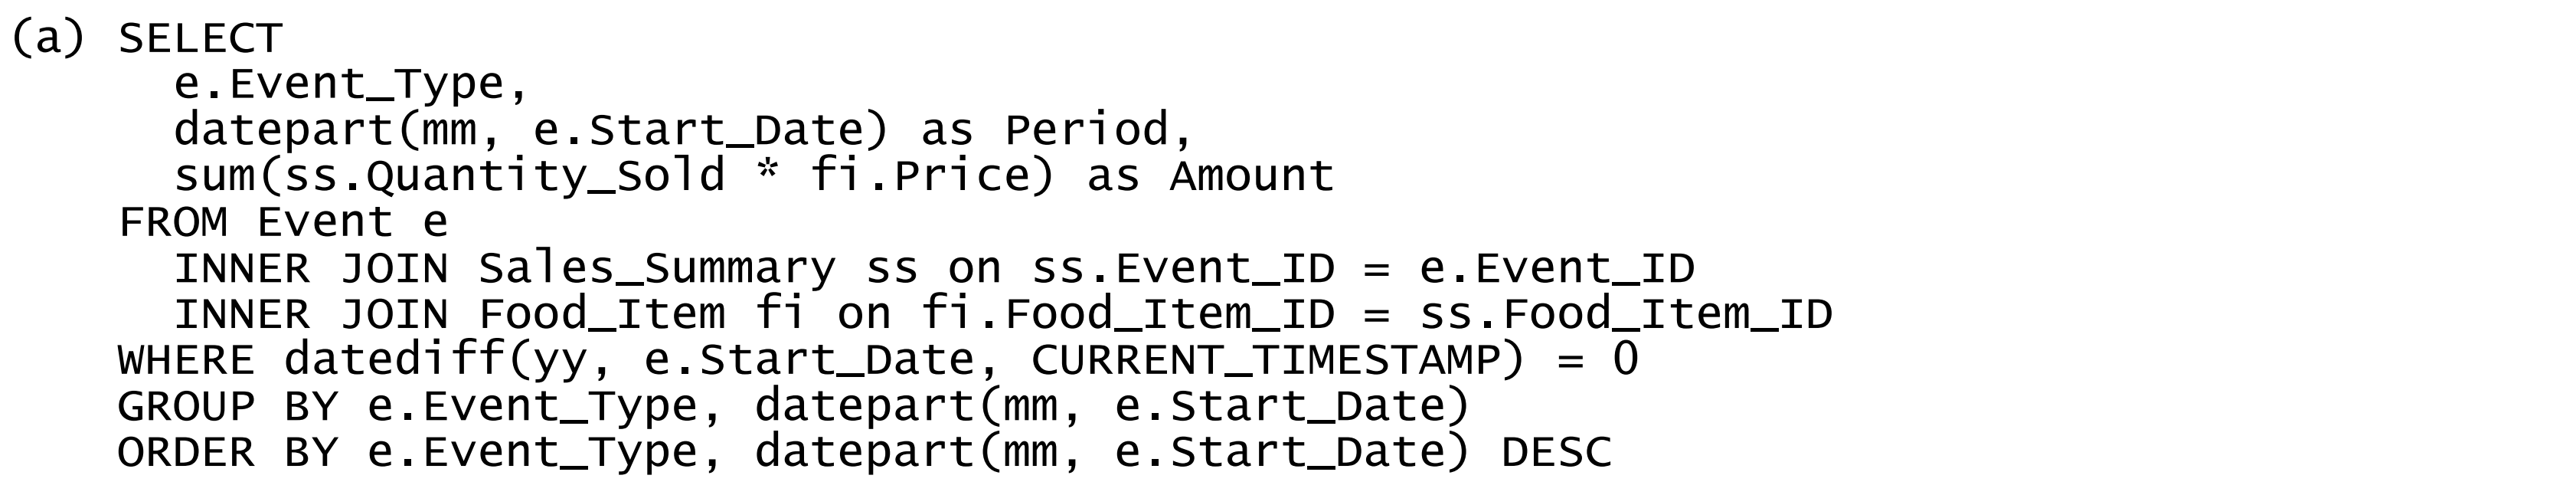 (a) SELECT
e.Event_Type,
datepart(mm, e.Start_Date) as Period,
sum(ss.Quantity_Sold * fi.Price) as Amount
FROM Event e
INNER JOIN Sales_Summary ss on ss.Event_ID = e.Event_ID
INNER JOIN Food_Item fi on fi.Food_Item_ID = ss.Food_Item_ID
WHERE datediff(yy, e.Start_Date, CURRENT_TIMESTAMP) = 0
GROUP BY e.Event_Type, datepart(mm, e.Start_Date)
ORDER BY e.Event_Type, datepart(mm, e.Start_Date) DESC